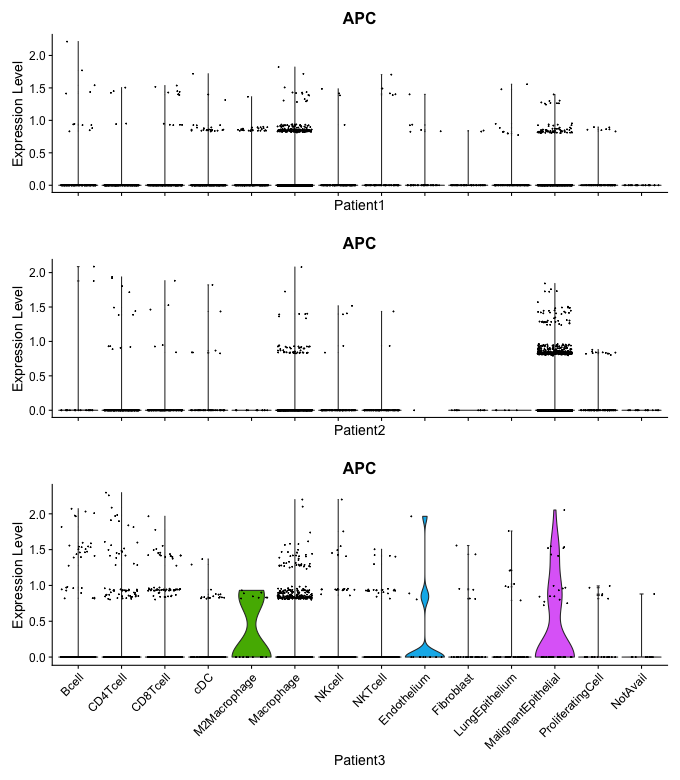 APC
Expression Level
2.0
1.5
1.0
0.5
0.0
Patient1
APC
Expression Level
2.0
1.5
1.0
0.5
0.0
Patient2
APC
Expression Level
2.0
1.5
1.0
0.5
0.0
Bcell
CD4Tcell
CD8Tcell
cDC
M2Macrophage
Macrophage
NKcell
NKTcell
Endothelium
Fibroblast
LungEpithelium
MalignantEpithelial
ProliferatingCell
NotAvail
Patient3